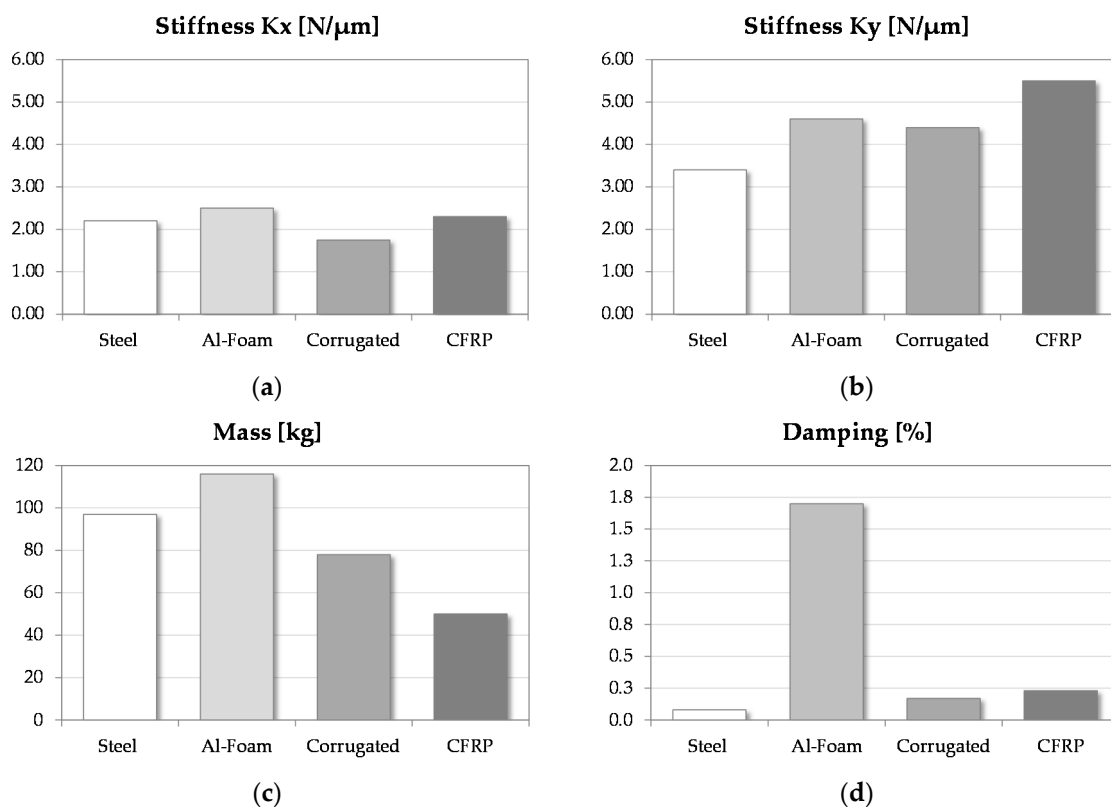 Stiffness Kx [N/µm]
6.00
5.00
4.00
3.00
2.00
1.00
0.00
Steel Al-Foam Corrugated CFRP
(a)
Stiffness Ky [N/µm]
6.00
5.00
4.00
3.00
2.00
1.00
0.00
Steel Al-Foam Corrugated CFRP
(b)
Mass [kg]
120
100
80
60
40
20
0
Steel Al-Foam Corrugated CFRP
(c)
Damping [%]
2.0
1.8
1.5
1.3
1.0
0.8
0.5
0.3
0.0
Steel Al-Foam Corrugated CFRP
(d)